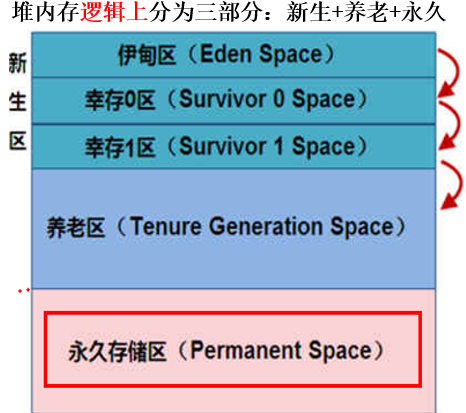 堆内存逻辑上分为三部分：新生+养老+永久
新生区
伊甸区（Eden Space）
幸存0区（Survivor 0 Space）
幸存1区（Survivor 1 Space）
养老区（Tenure Generation Space）
永久存储区（Permanent Space）